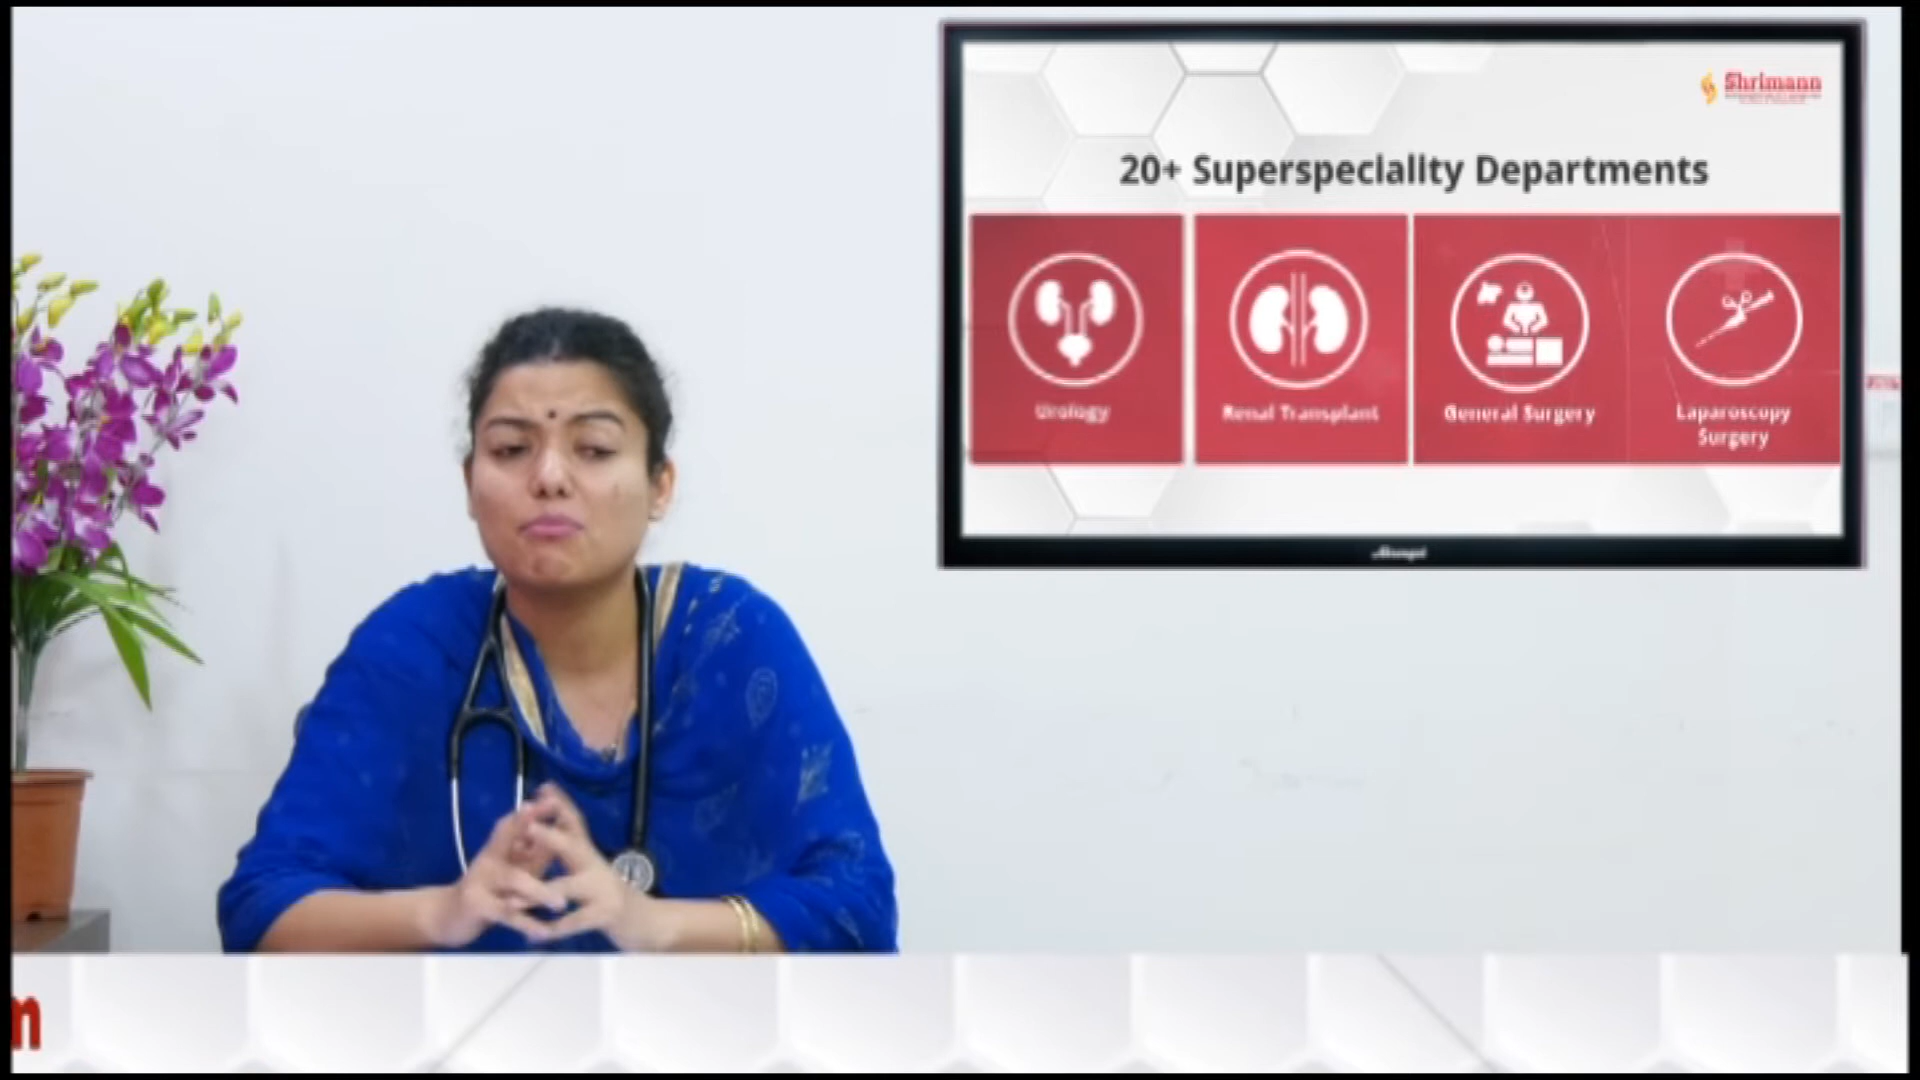 Shrimann
20+ Superspeciality Departments
Urology
Renal Transplant
General Surgery
Laparoscopy
Surgery
m